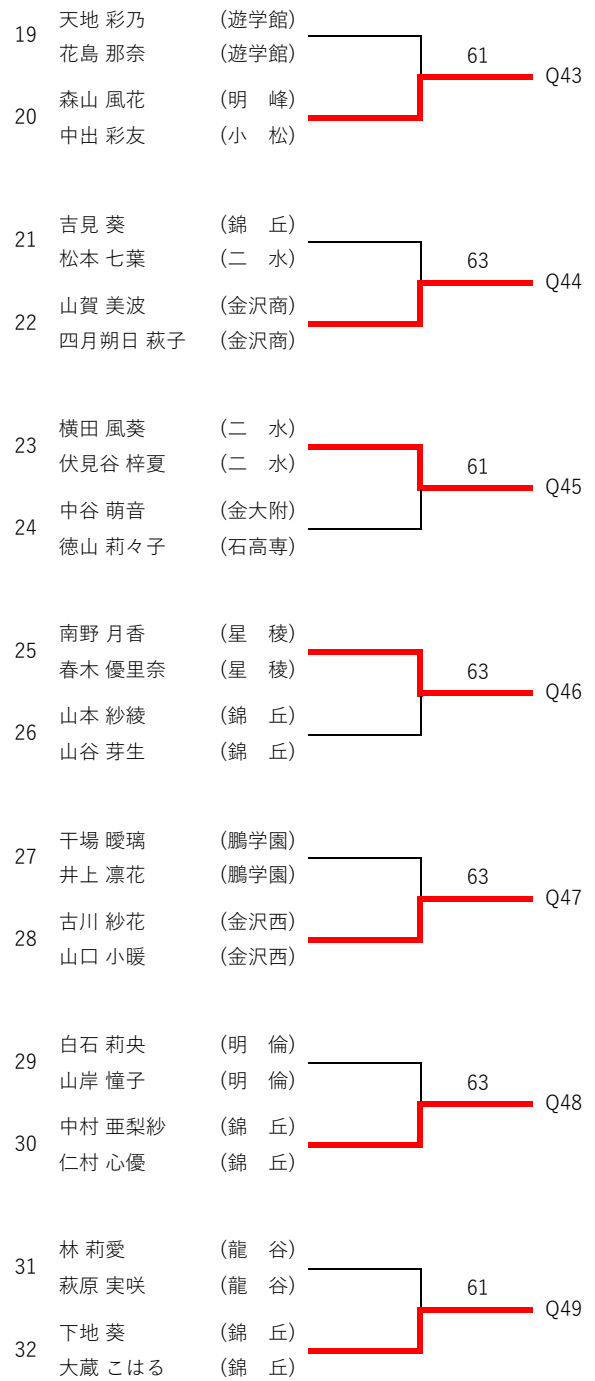 19 天地 彩乃 (遊学館)
花島 那奈 (遊学館)
61 Q43
20 森山 風花 (明　峰)
中出 彩友 (小　松)
21 吉見 葵 (錦　丘)
松本 七葉 (二　水)
63 Q44
22 山賀 美波 (金沢商)
四月朔日 萩子 (金沢商)
23 横田 風葵 (二　水)
伏見谷 梓夏 (二　水)
61 Q45
24 中谷 萌音 (金大附)
徳山 莉々子 (石高専)
25 南野 月香 (星　稜)
春木 優里奈 (星　稜)
63 Q46
26 山本 紗綾 (錦　丘)
山谷 芽生 (錦　丘)
27 干場 曖璃 (鵬学園)
井上 凛花 (鵬学園)
63 Q47
28 古川 紗花 (金沢西)
山口 小暖 (金沢西)
29 白石 莉央 (明　倫)
山岸 憧子 (明　倫)
63 Q48
30 中村 亜梨紗 (錦　丘)
仁村 心優 (錦　丘)
31 林 莉愛 (龍　谷)
萩原 実咲 (龍　谷)
61 Q49
32 下地 葵 (錦　丘)
大蔵 こはる (錦　丘)